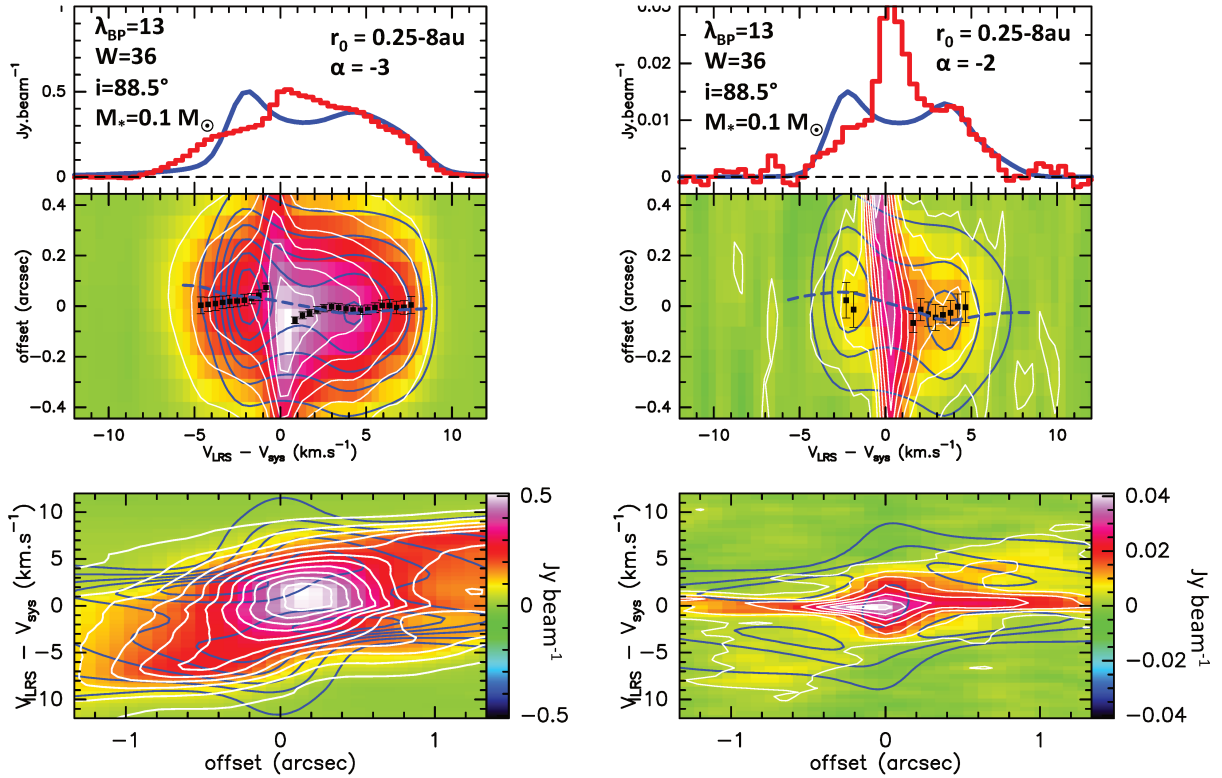 λBP=13
W=36
i=88.5°
M*=0.1 M⊙
r0 = 0.25-8au
α = -3
Jy.beam−1
1
0.5
0
offset (arcsec)
0.4
0.2
0
−0.2
−0.4
−10 −5 0 5 10
VLRS − Vsys (km.s−1)
λBP=13
W=36
i=88.5°
M*=0.1 M⊙
r0 = 0.25-8au
α = -2
Jy.beam−1
0.03
0.015
0.01
0
offset (arcsec)
0.4
0.2
0
−0.2
−0.4
−10 −5 0 5 10
VLRS − Vsys (km.s−1)
VLRS − Vsys (km.s−1)
10
5
0
−5
10
−1 0 1
offset (arcsec)
0.5
0
−0.5
Jy beam−1
VLRS − Vsys (km.s−1)
10
5
0
−5
10
−1 0 1
offset (arcsec)
0.04
0.02
0
−0.02
−0.04
Jy beam−1